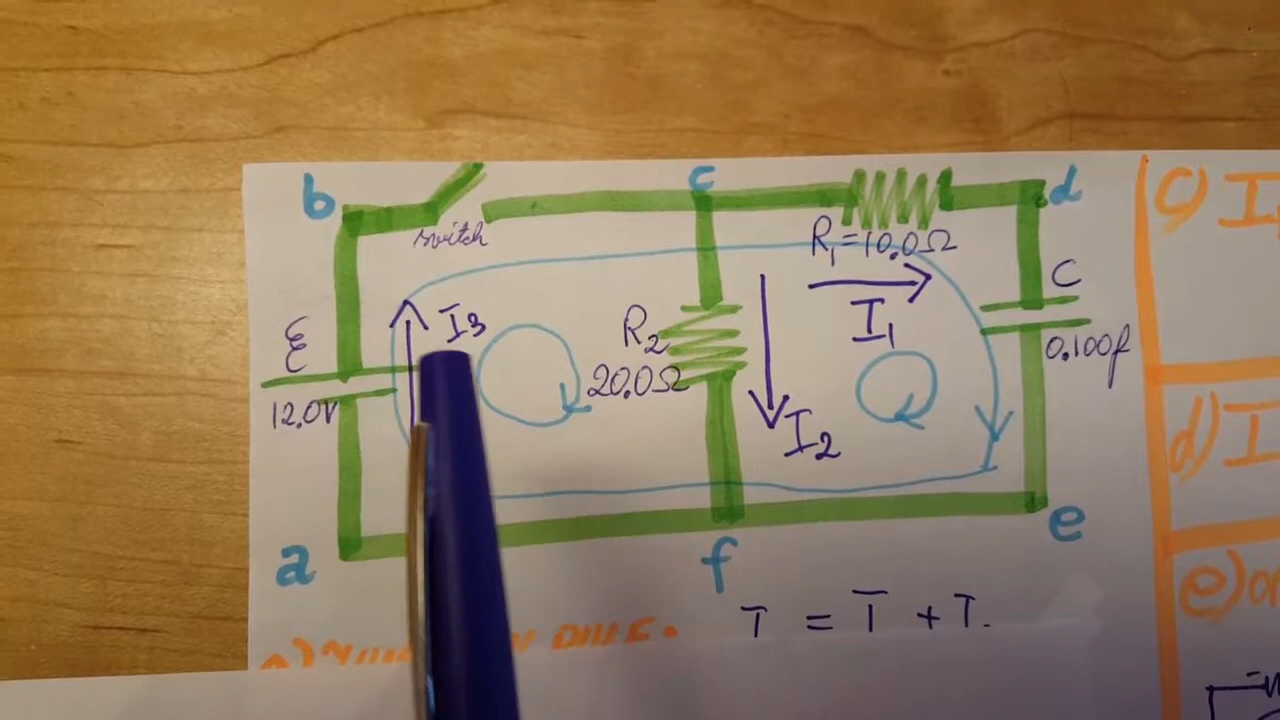 b
c
d
switch
R₁=10.0Ω
I₁
C
0.100f
ℰ
12.0V
I₃
R₂
20.0Ω
I₂
a
f
e
c) I
d) I
e)